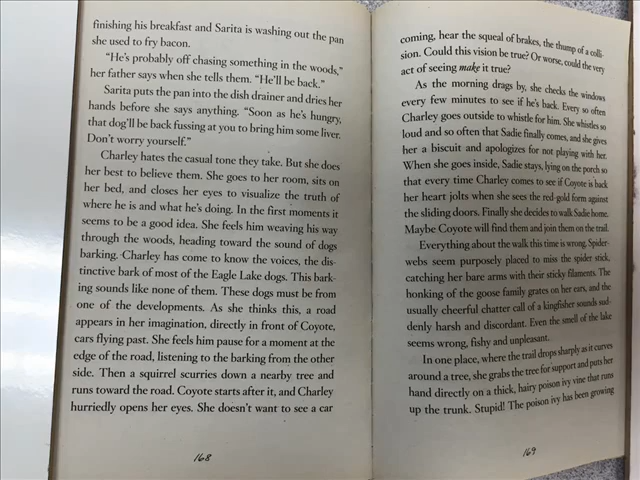 finishing his breakfast and Sarita is washing out the pan
she used to fry bacon.
"He's probably off chasing something in the woods,"
her father says when she tells them. "He'll be back."
Sarita puts the pan into the dish drainer and dries her
hands before she says anything. "Soon as he's hungry,
that dog'll be back fussing at you to bring him some liver.
Don't worry yourself."
Charley hates the casual tone they take. But she does
her best to believe them. She goes to her room, sits on
her bed, and closes her eyes to visualize the truth of
where he is and what he's doing. In the first moments it
seems to be a good idea. She feels him weaving his way
through the woods, heading toward the sound of dogs
barking. Charley has come to know the voices, the dis-
tinctive bark of most of the Eagle Lake dogs. This bark-
ing sounds like none of them. These dogs must be from
one of the developments. As she thinks this, a road
appears in her imagination, directly in front of Coyote,
cars flying past. She feels him pause for a moment at the
edge of the road, listening to the barking from the other
side. Then a squirrel scurries down a nearby tree and
runs toward the road. Coyote starts after it, and Charley
hurriedly opens her eyes. She doesn't want to see a car
168
coming, hear the squeal of brakes, the thump of a colli-
sion. Could this vision be true? Or worse, could the very
act of seeing make it true?
As the morning drags by, she checks the windows
every few minutes to see if he's back. Every so often
Charley goes outside to whistle for him. She whistles so
loud and so often that Sadie finally comes, and she gives
her a biscuit and apologizes for not playing with her.
When she goes inside, Sadie stays, lying on the porch so
that every time Charley comes to see if Coyote is back
her heart jolts when she sees the red-gold form against
the sliding doors. Finally she decides to walk Sadie home.
Maybe Coyote will find them and join them on the trail.
Everything about the walk this time is wrong. Spider-
webs seem purposely placed to miss the spider stick,
catching her bare arms with their sticky filaments. The
honking of the goose family grates on her ears, and the
usually cheerful chatter call of a kingfisher sounds sud-
denly harsh and discordant. Even the smell of the lake
seems wrong, fishy and unpleasant.
In one place, where the trail drops sharply as it curves
around a tree, she grabs the tree for support and puts her
hand directly on a thick, hairy poison ivy vine that runs
up the trunk. Stupid! The poison ivy has been growing
169